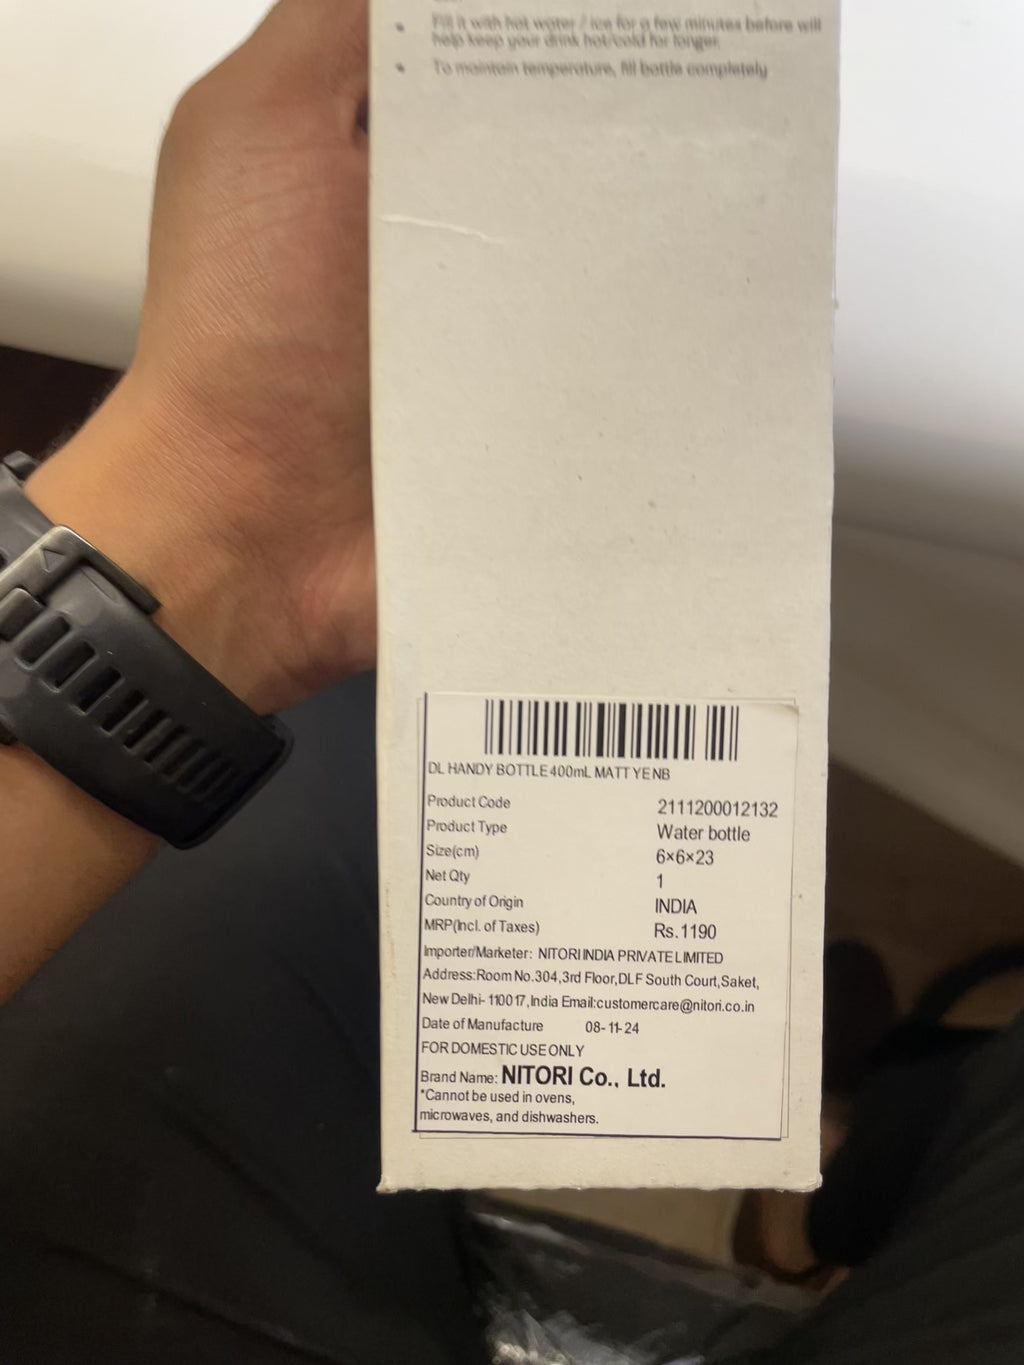 • Fill it with hot water / ice for a few minutes before will
help keep your drink hot/cold for longer.
• To maintain temperature, fill bottle completely
DL HANDY BOTTLE 400mL MATT YE NB
Product Code 2111200012132
Product Type Water bottle
Size(cm) 6×6×23
Net Qty 1
Country of Origin INDIA
MRP(Incl. of Taxes) Rs.1190
Importer/Marketer: NITORI INDIA PRIVATE LIMITED
Address:Room No.304,3rd Floor,DLF South Court,Saket,
New Delhi- 110017,India Email:customercare@nitori.co.in
Date of Manufacture 08-11-24
FOR DOMESTIC USE ONLY
Brand Name: NITORI Co., Ltd.
*Cannot be used in ovens,
microwaves, and dishwashers.